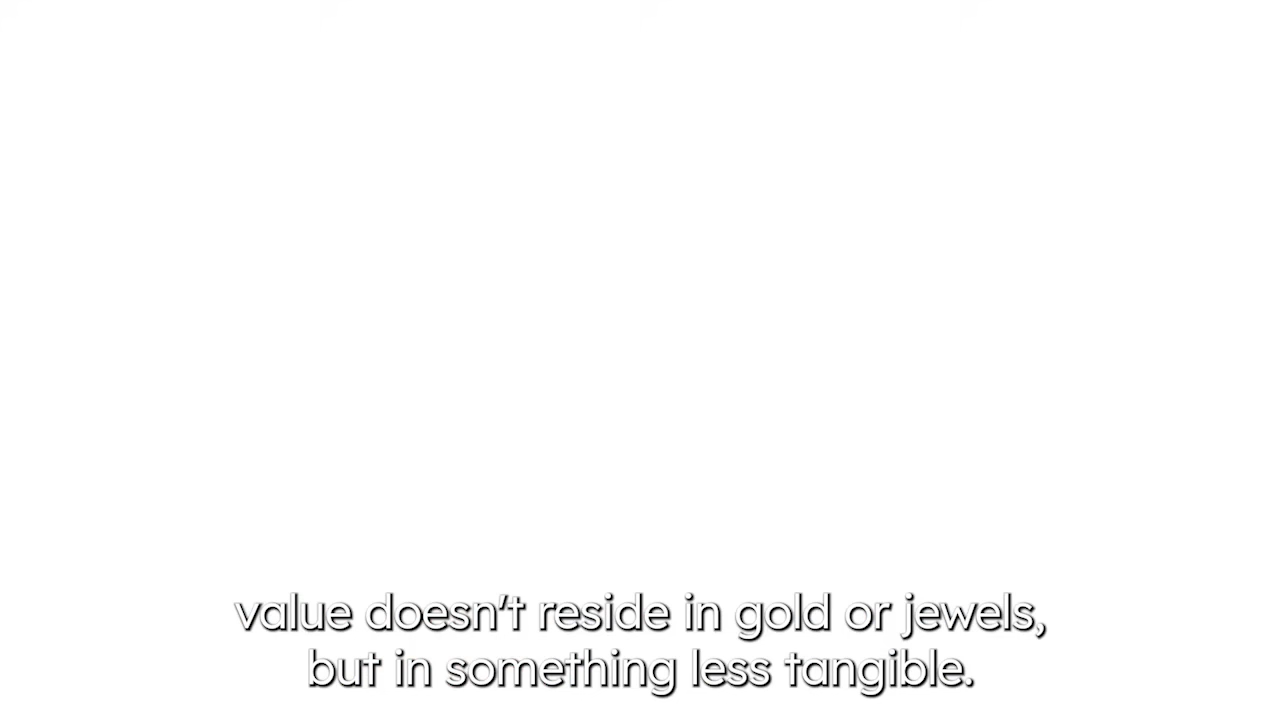 value doesn't reside in gold or jewels,
but in something less tangible.